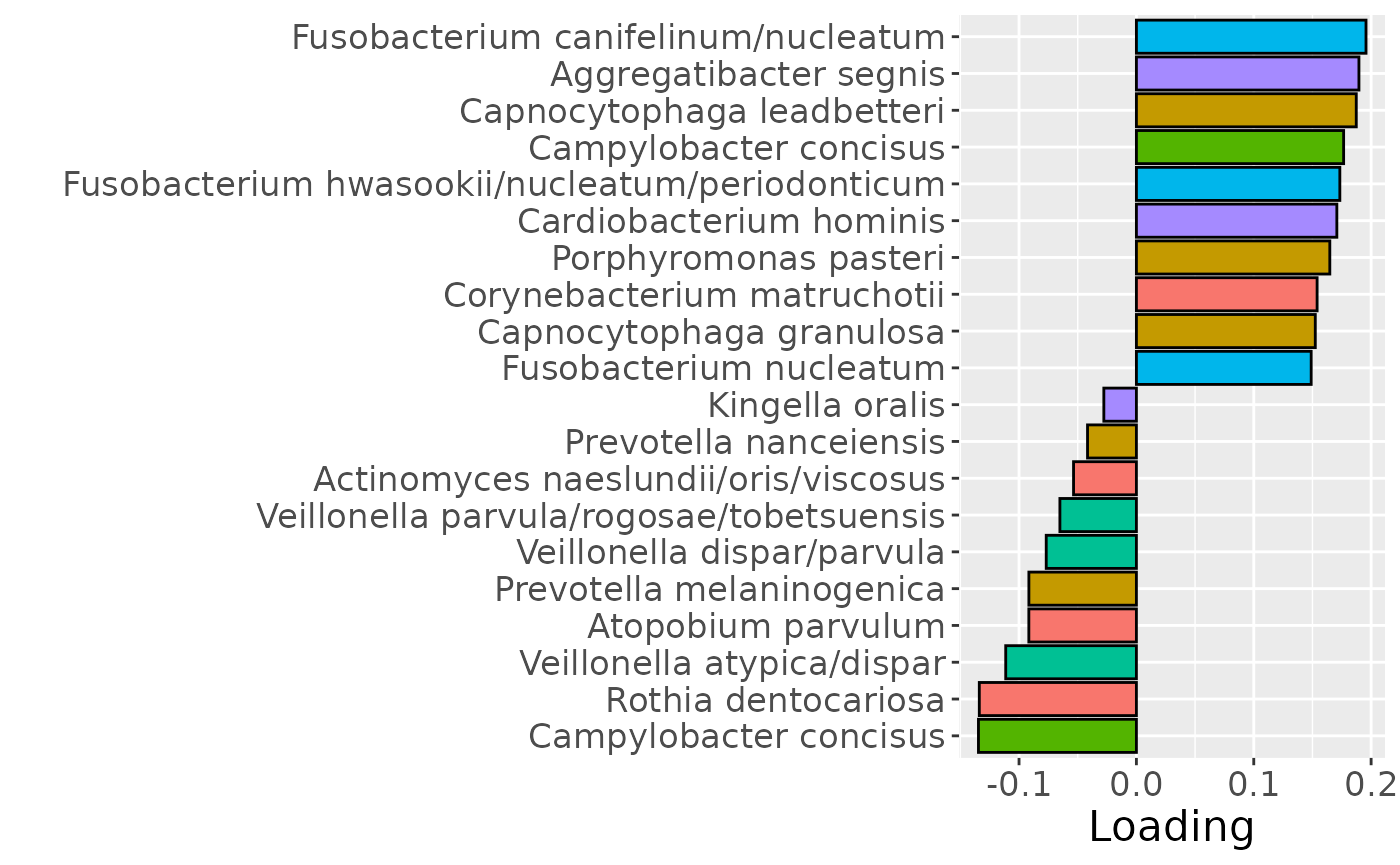 Fusobacterium canifelinum/nucleatum
Aggregatibacter segnis
Capnocytophaga leadbetteri
Campylobacter concisus
Fusobacterium hwasookii/nucleatum/periodonticum
Cardiobacterium hominis
Porphyromonas pasteri
Corynebacterium matruchotii
Capnocytophaga granulosa
Fusobacterium nucleatum
Kingella oralis
Prevotella nanceiensis
Actinomyces naeslundii/oris/viscosus
Veillonella parvula/rogosae/tobetsuensis
Veillonella dispar/parvula
Prevotella melaninogenica
Atopobium parvulum
Veillonella atypica/dispar
Rothia dentocariosa
Campylobacter concisus
-0.1 0.0 0.1 0.2
Loading